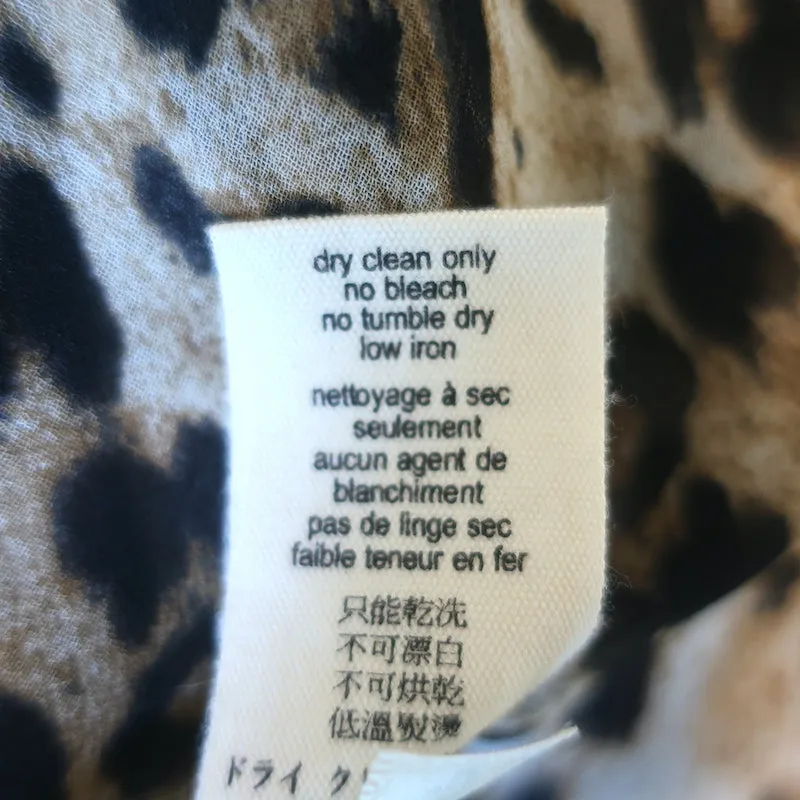 dry clean only
no bleach
no tumble dry
low iron
nettoyage à sec
seulement
aucun agent de
blanchiment
pas de linge sec
faible teneur en fer
只能乾洗
不可漂白
不可烘乾
低溫熨燙
ドライ